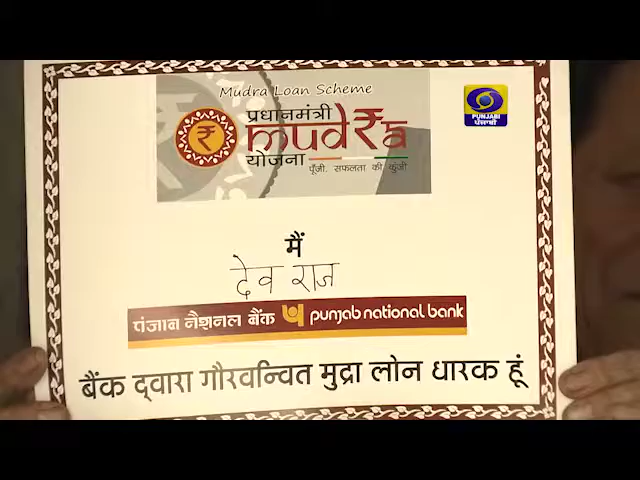 Mudra Loan Scheme
प्रधानमंत्री
mudRa
योजना
पूँजी. सफलता की कुंजी
PUNJABI
ਪੰਜਾਬੀ
मैं
देव राज
पंजाब नैशनल बैंक punjab national bank
बैंक द्वारा गौरवन्वित मुद्रा लोन धारक हूं